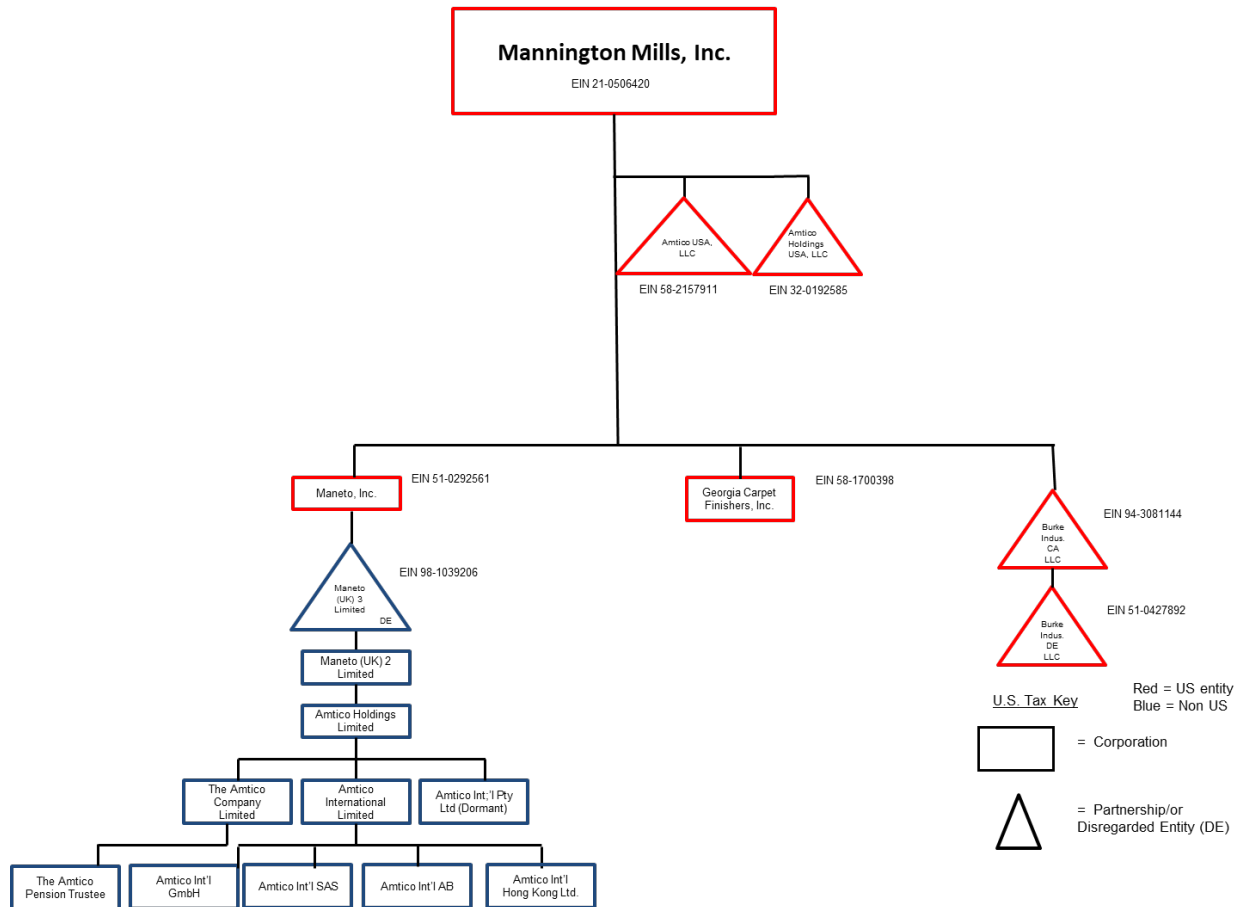 Mannington Mills, Inc.
EIN 21-0506420
Amtico USA,
LLC
Amtico
Holdings
USA, LLC
EIN 58-2157911
EIN 32-0192585
EIN 51-0292561
Maneto, Inc.
Georgia Carpet
Finishers, Inc.
EIN 58-1700398
Burke
Indus.
CA
LLC
EIN 94-3081144
Maneto
(UK) 3
Limited
DE
EIN 98-1039206
Burke
Indus.
DE
LLC
EIN 51-0427892
Maneto (UK) 2
Limited
Amtico Holdings
Limited
The Amtico
Company
Limited
Amtico
International
Limited
Amtico Int;'l Pty
Ltd (Dormant)
The Amtico
Pension Trustee
Amtico Int'l
GmbH
Amtico Int'l SAS
Amtico Int'l AB
Amtico Int'l
Hong Kong Ltd.
U.S. Tax Key
Red = US entity
Blue = Non US
= Corporation
= Partnership/or
Disregarded Entity (DE)